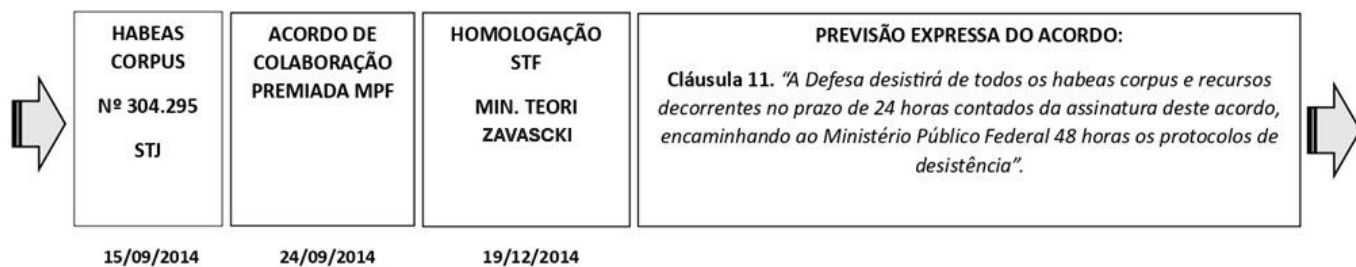 HABEAS
CORPUS
Nº 304.295
STJ
15/09/2014
ACORDO DE
COLABORAÇÃO
PREMIADA MPF
24/09/2014
HOMOLOGAÇÃO
STF
MIN. TEORI
ZAVASCKI
19/12/2014
PREVISÃO EXPRESSA DO ACORDO:
Cláusula 11. “A Defesa desistirá de todos os habeas corpus e recursos
decorrentes no prazo de 24 horas contados da assinatura deste acordo,
encaminhando ao Ministério Público Federal 48 horas os protocolos de
desistência”.